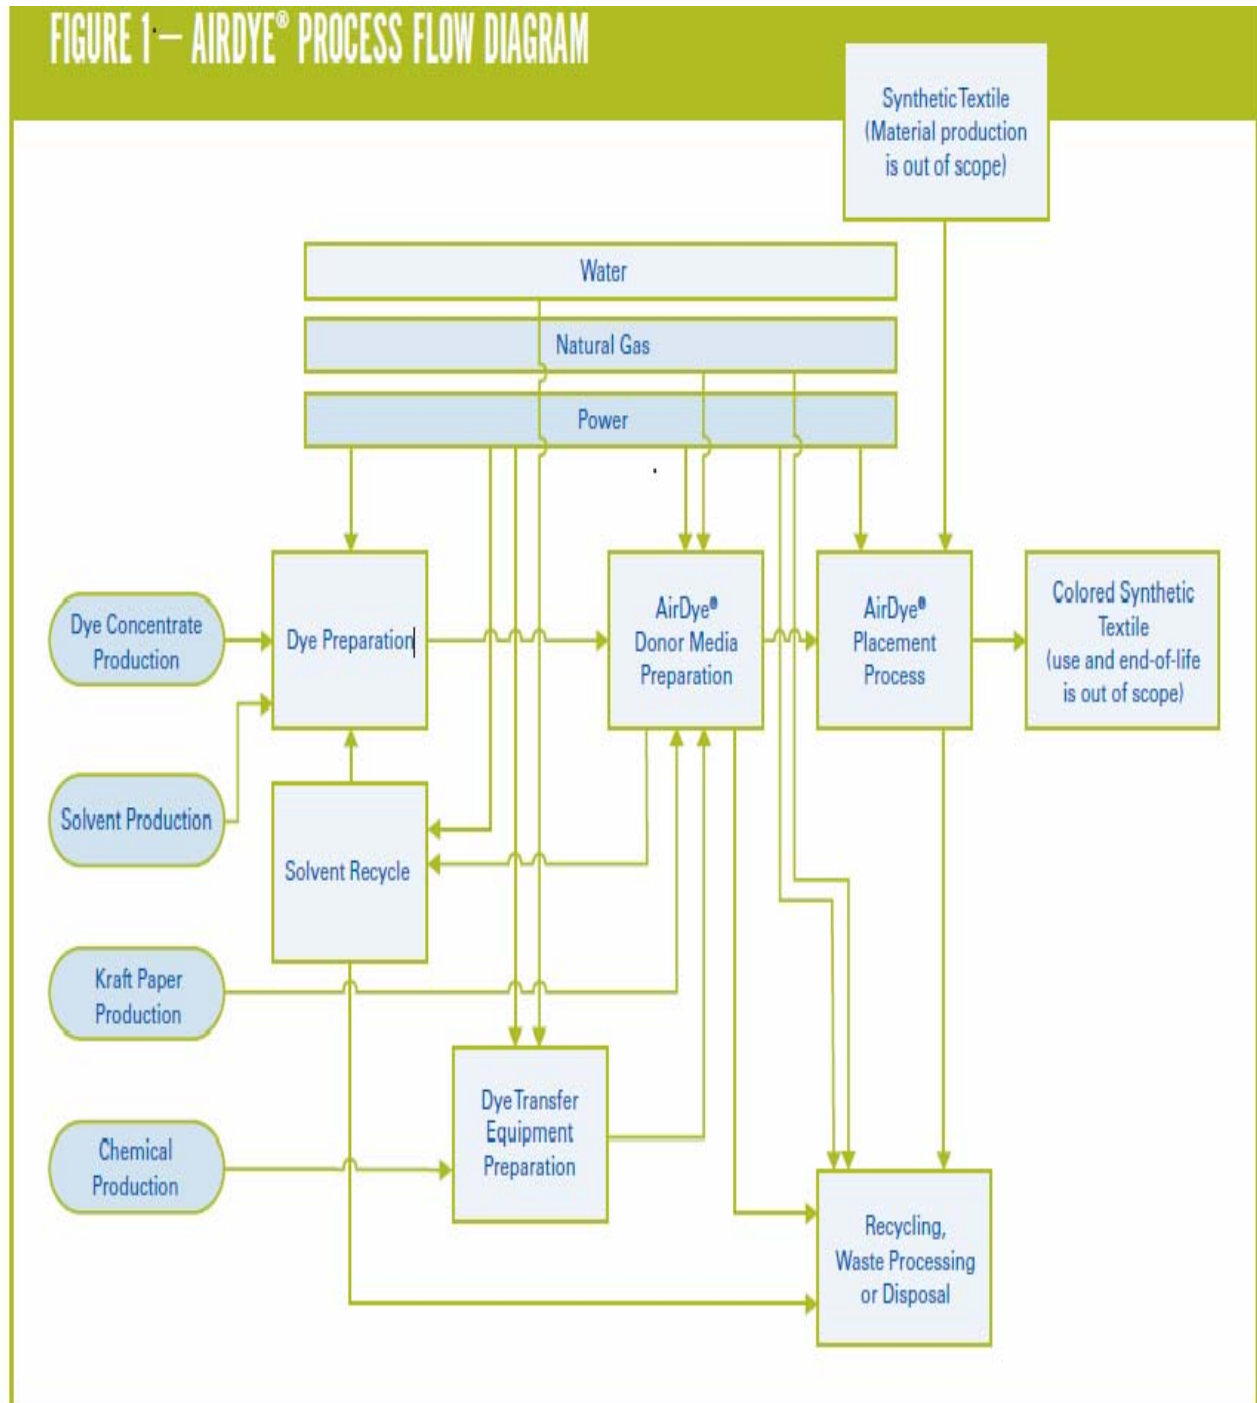 FIGURE 1 — AIRDYE® PROCESS FLOW DIAGRAM
Synthetic Textile
(Material production
is out of scope)
Water
Natural Gas
Power
Dye Concentrate
Production
Dye Preparation
AirDye®
Donor Media
Preparation
AirDye®
Placement
Process
Colored Synthetic
Textile
(use and end-of-life
is out of scope)
Solvent Production
Solvent Recycle
Kraft Paper
Production
Dye Transfer
Equipment
Preparation
Chemical
Production
Recycling,
Waste Processing
or Disposal